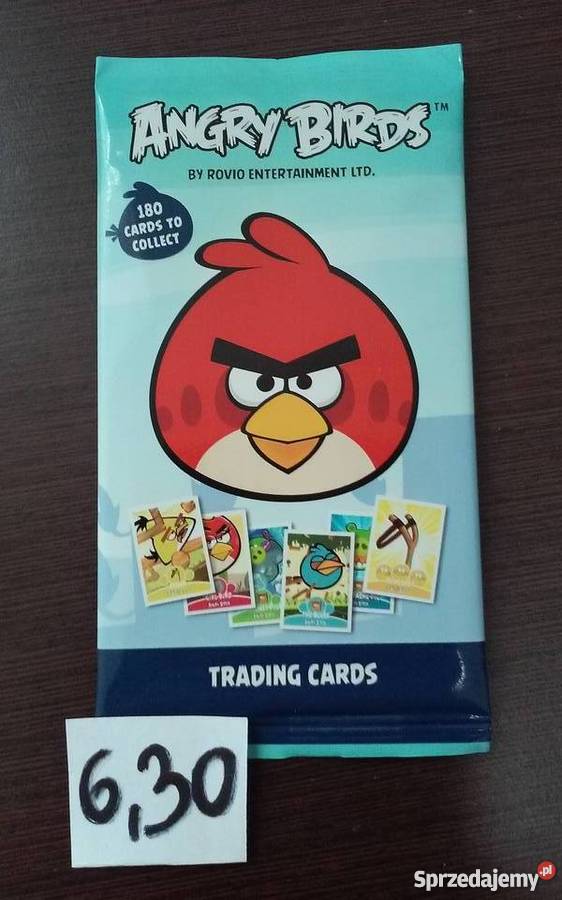 ANGRY BIRDS™
BY ROVIO ENTERTAINMENT LTD.
180
CARDS TO
COLLECT
TRADING CARDS
6,30
Sprzedajemy.pl